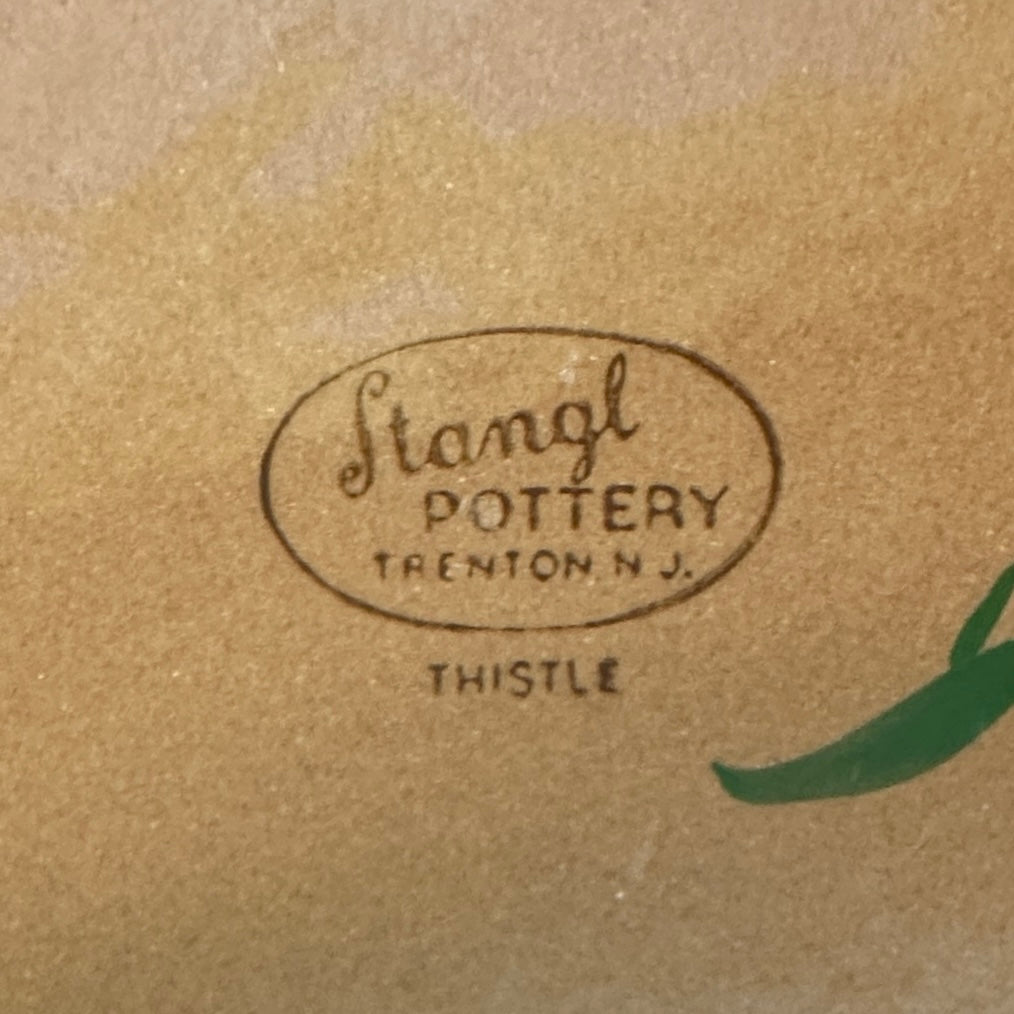 Stangl
POTTERY
TRENTON N J.
THISTLE